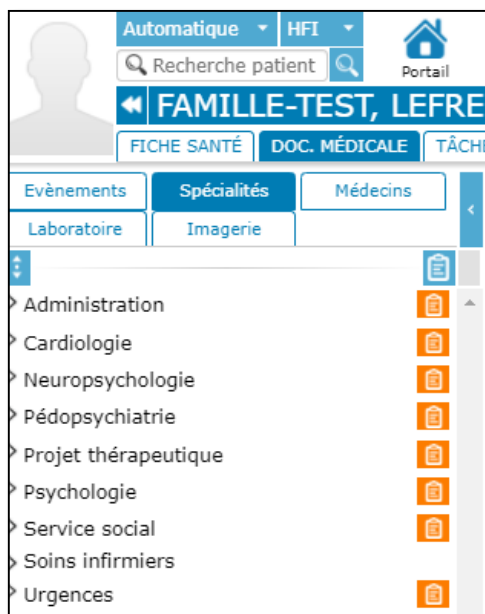 Automatique HFI
Recherche patient
Portail
FAMILLE-TEST, LEFRE
FICHE SANTÉ DOC. MÉDICALE TÂCHE
Evènements Spécialités Médecins
Laboratoire Imagerie
Administration
Cardiologie
Neuropsychologie
Pédopsychiatrie
Projet thérapeutique
Psychologie
Service social
Soins infirmiers
Urgences